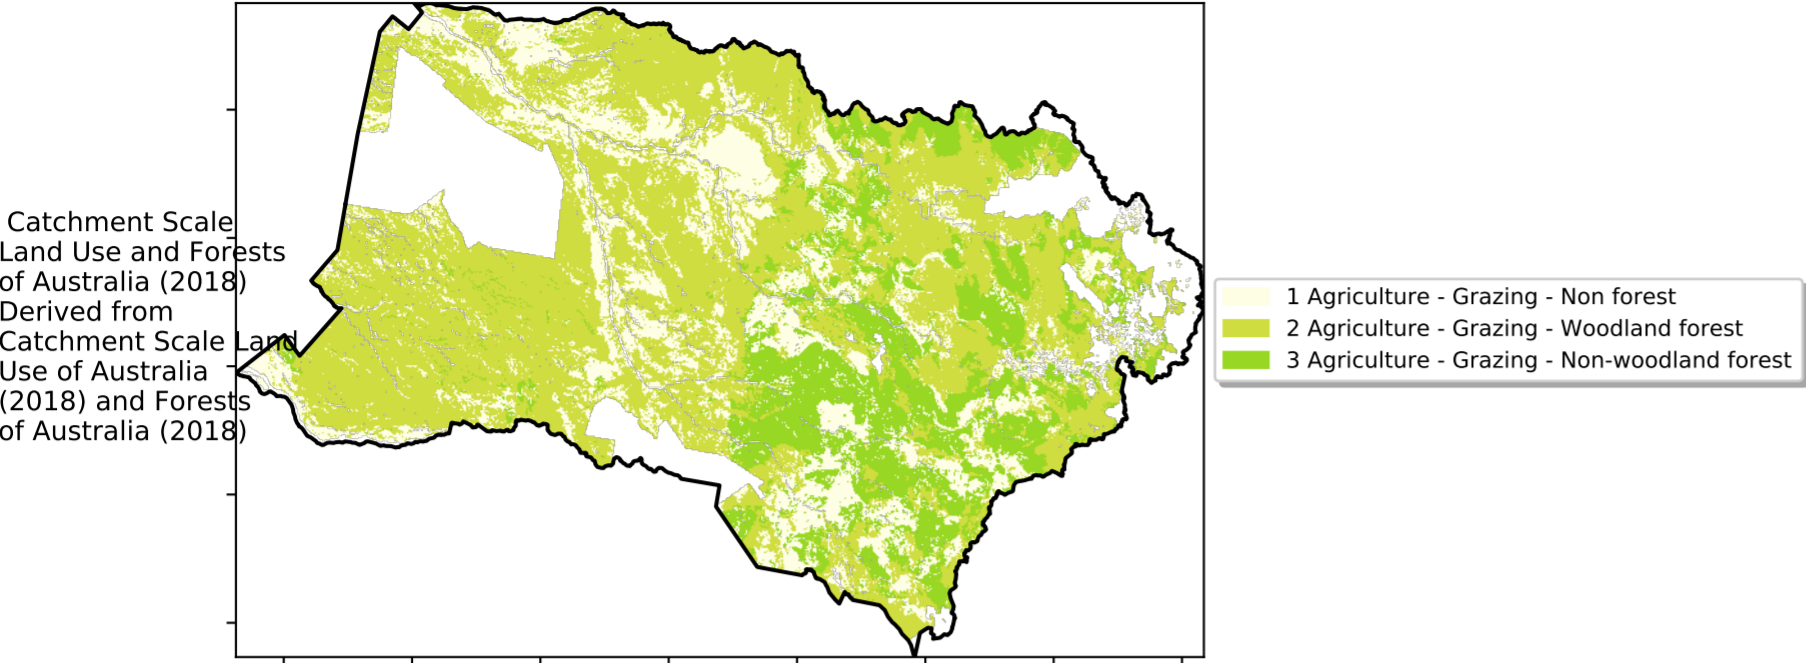 Catchment Scale
Land Use and Forests
of Australia (2018)
Derived from
Catchment Scale Land
Use of Australia
(2018) and Forests
of Australia (2018)
1 Agriculture - Grazing - Non forest
2 Agriculture - Grazing - Woodland forest
3 Agriculture - Grazing - Non-woodland forest